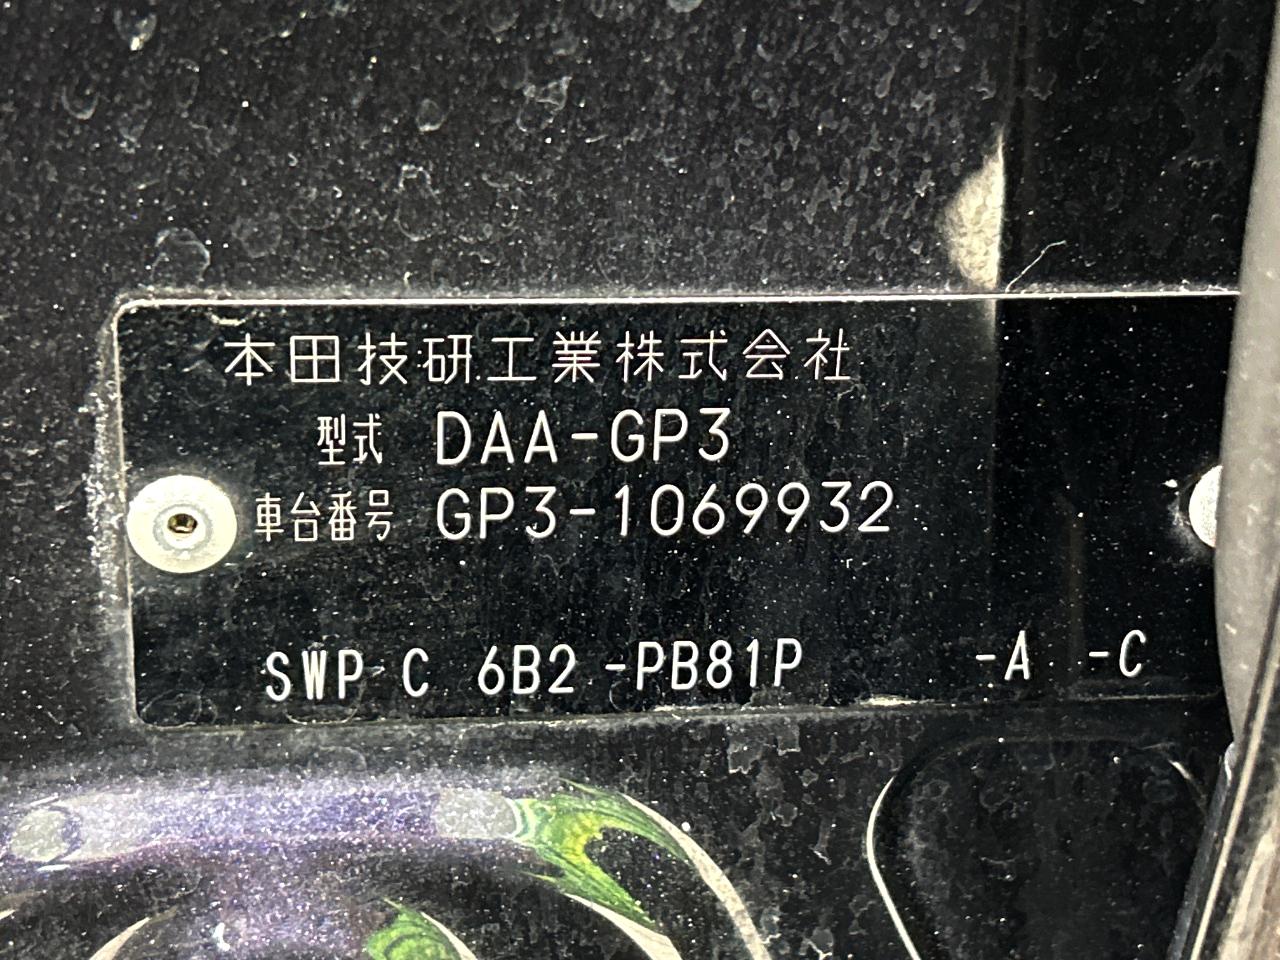 本田技研工業株式会社
型式 DAA-GP3
車台番号 GP3-1069932
SWP C 6B2 -PB81P -A -C